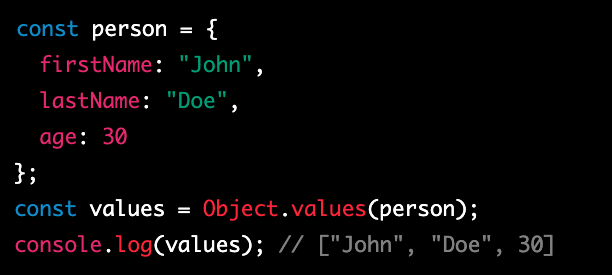 const person = {
  firstName: "John",
  lastName: "Doe",
  age: 30
};
const values = Object.values(person);
console.log(values); // ["John", "Doe", 30]